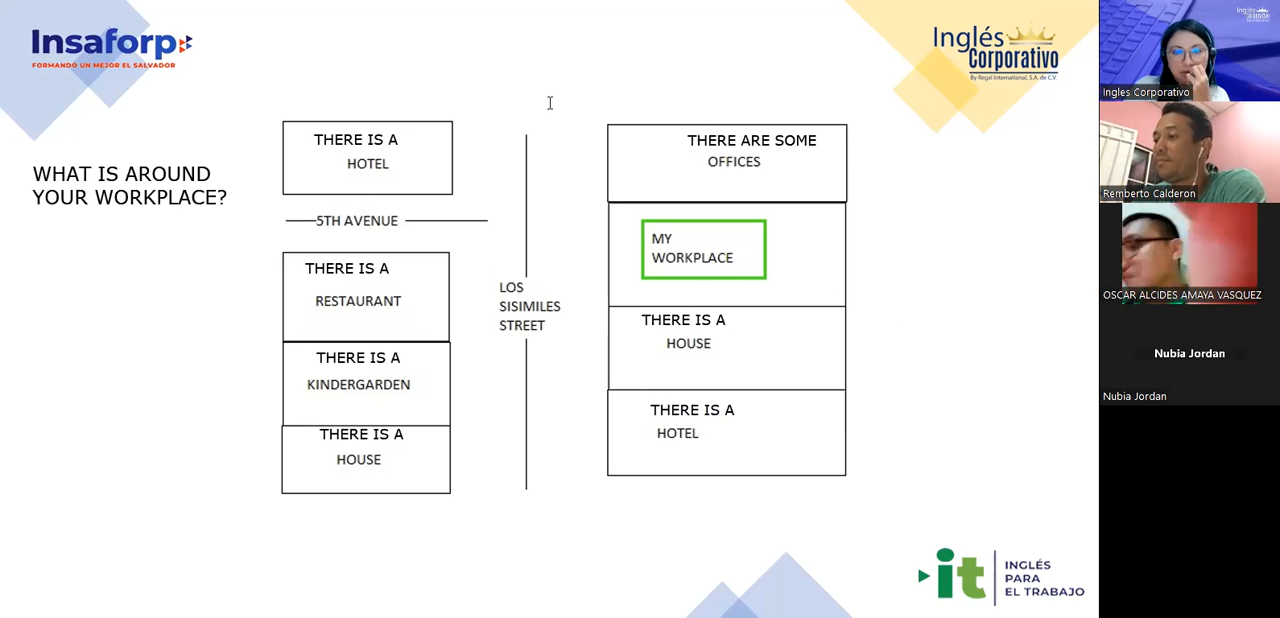 Insaforp
FORMANDO UN MEJOR EL SALVADOR
Inglés
Corporativo
By Regal International, S.A. de C.V.
WHAT IS AROUND
YOUR WORKPLACE?
THERE IS A
HOTEL
5TH AVENUE
THERE IS A
RESTAURANT
THERE IS A
KINDERGARDEN
THERE IS A
HOUSE
LOS
SISIMILES
STREET
THERE ARE SOME
OFFICES
MY
WORKPLACE
THERE IS A
HOUSE
THERE IS A
HOTEL
it
INGLÉS
PARA
EL TRABAJO
Ingles Corporativo
Remberto Calderon
OSCAR ALCIDES AMAYA VASQUEZ
Nubia Jordan
Nubia Jordan